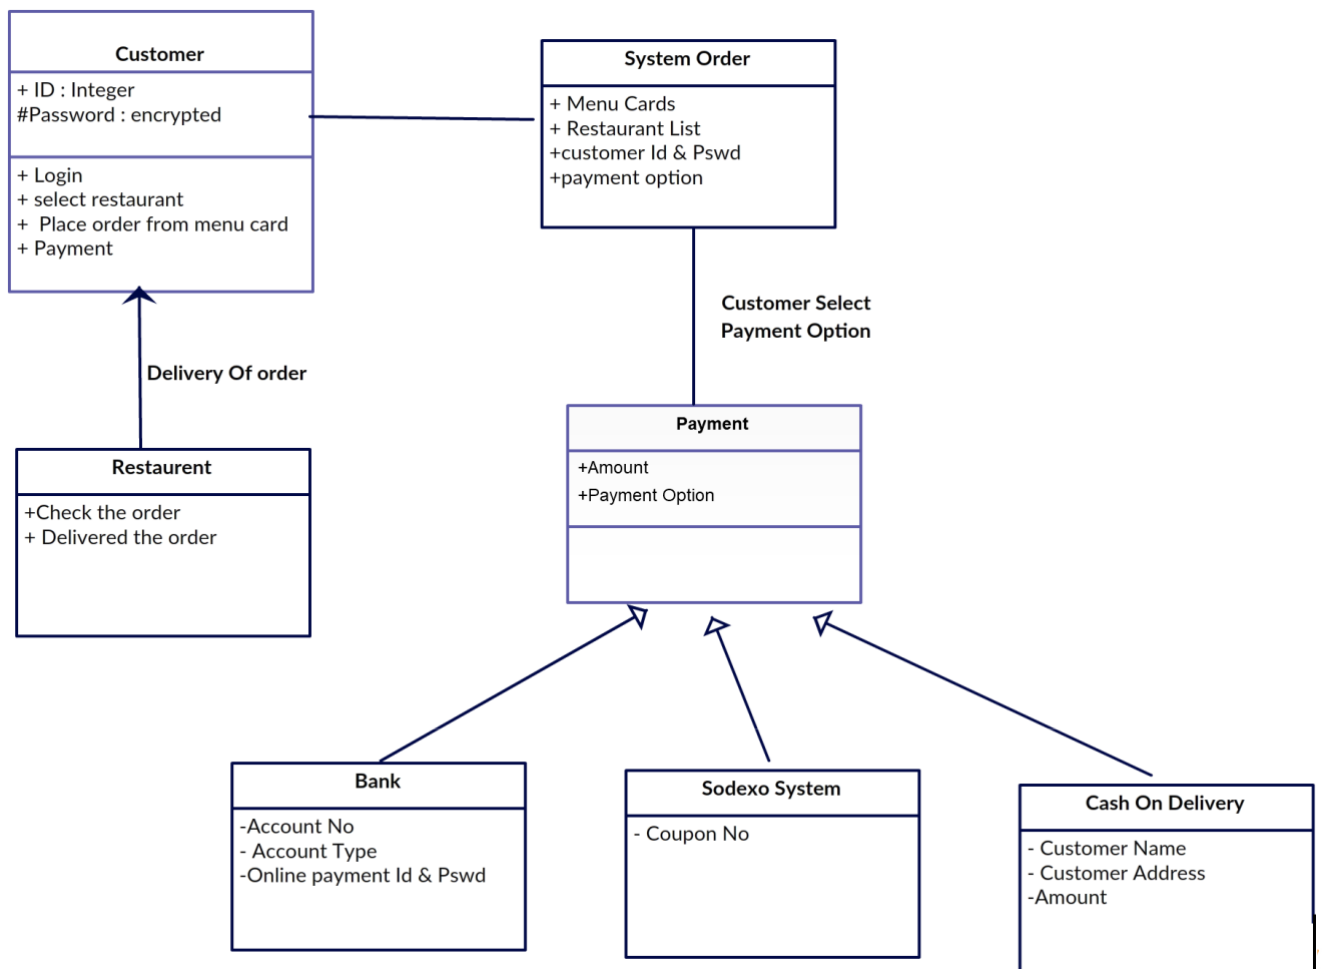 Customer
+ ID : Integer
#Password : encrypted
+ Login
+ select restaurant
+  Place order from menu card
+ Payment
System Order
+ Menu Cards
+ Restaurant List
+customer Id & Pswd
+payment option
Customer Select
Payment Option
Delivery Of order
Restaurent
+Check the order
+ Delivered the order
Payment
+Amount
+Payment Option
Bank
-Account No
- Account Type
-Online payment Id & Pswd
Sodexo System
- Coupon No
Cash On Delivery
- Customer Name
- Customer Address
-Amount